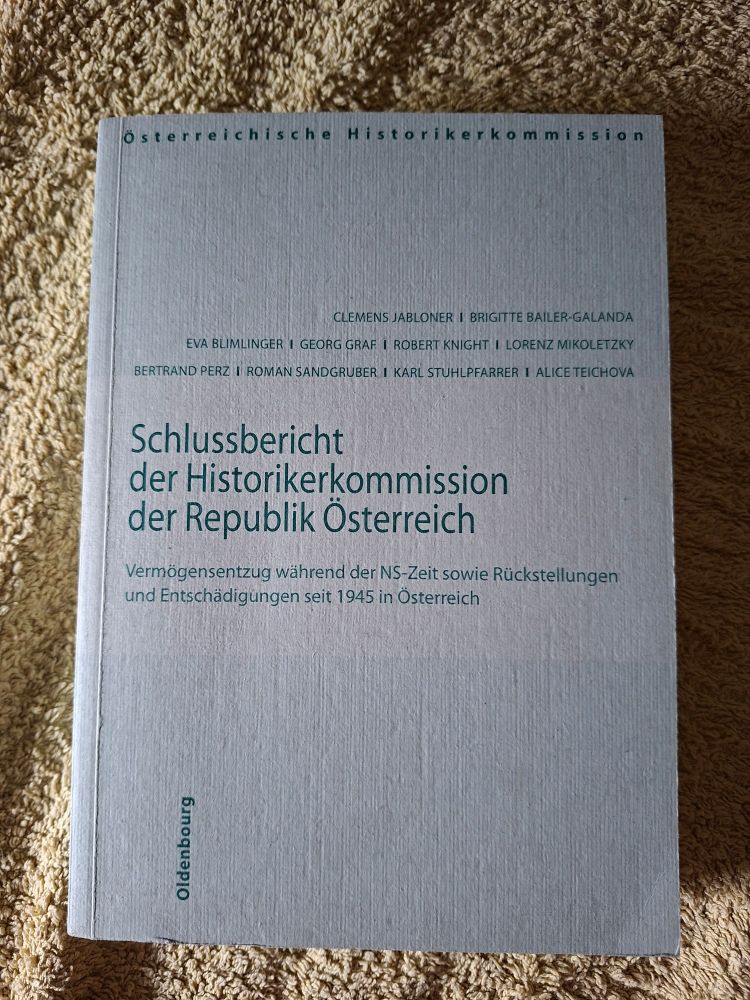 Österreichische Historikerkommission
CLEMENS JABLONER I BRIGITTE BAILER-GALANDA
EVA BLIMLINGER I GEORG GRAF I ROBERT KNIGHT I LORENZ MIKOLETZKY
BERTRAND PERZ I ROMAN SANDGRUBER I KARL STUHLPFARRER I ALICE TEICHOVA
Schlussbericht
der Historikerkommission
der Republik Österreich
Vermögensentzug während der NS-Zeit sowie Rückstellungen
und Entschädigungen seit 1945 in Österreich
Oldenbourg